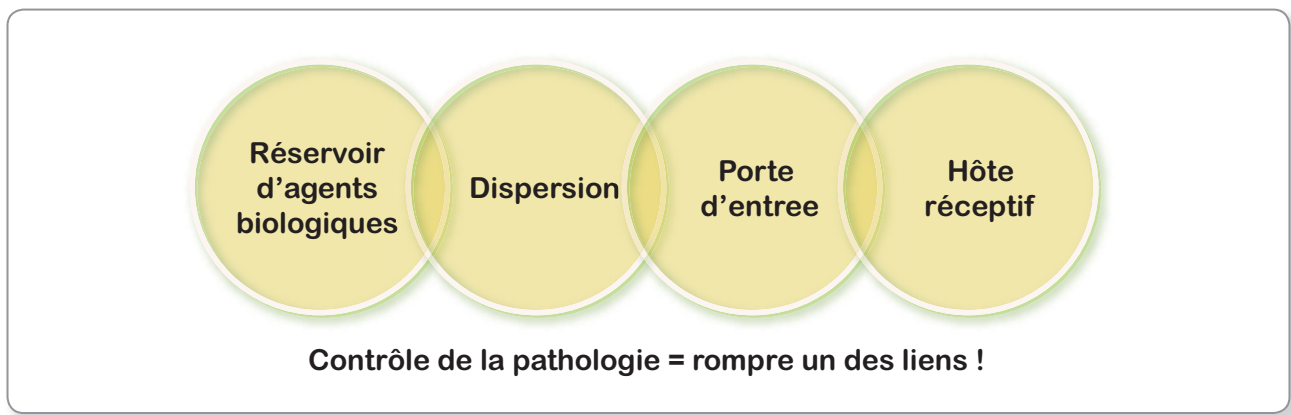 Réservoir
d’agents
biologiques
Dispersion
Porte
d’entree
Hôte
réceptif
Contrôle de la pathologie = rompre un des liens !